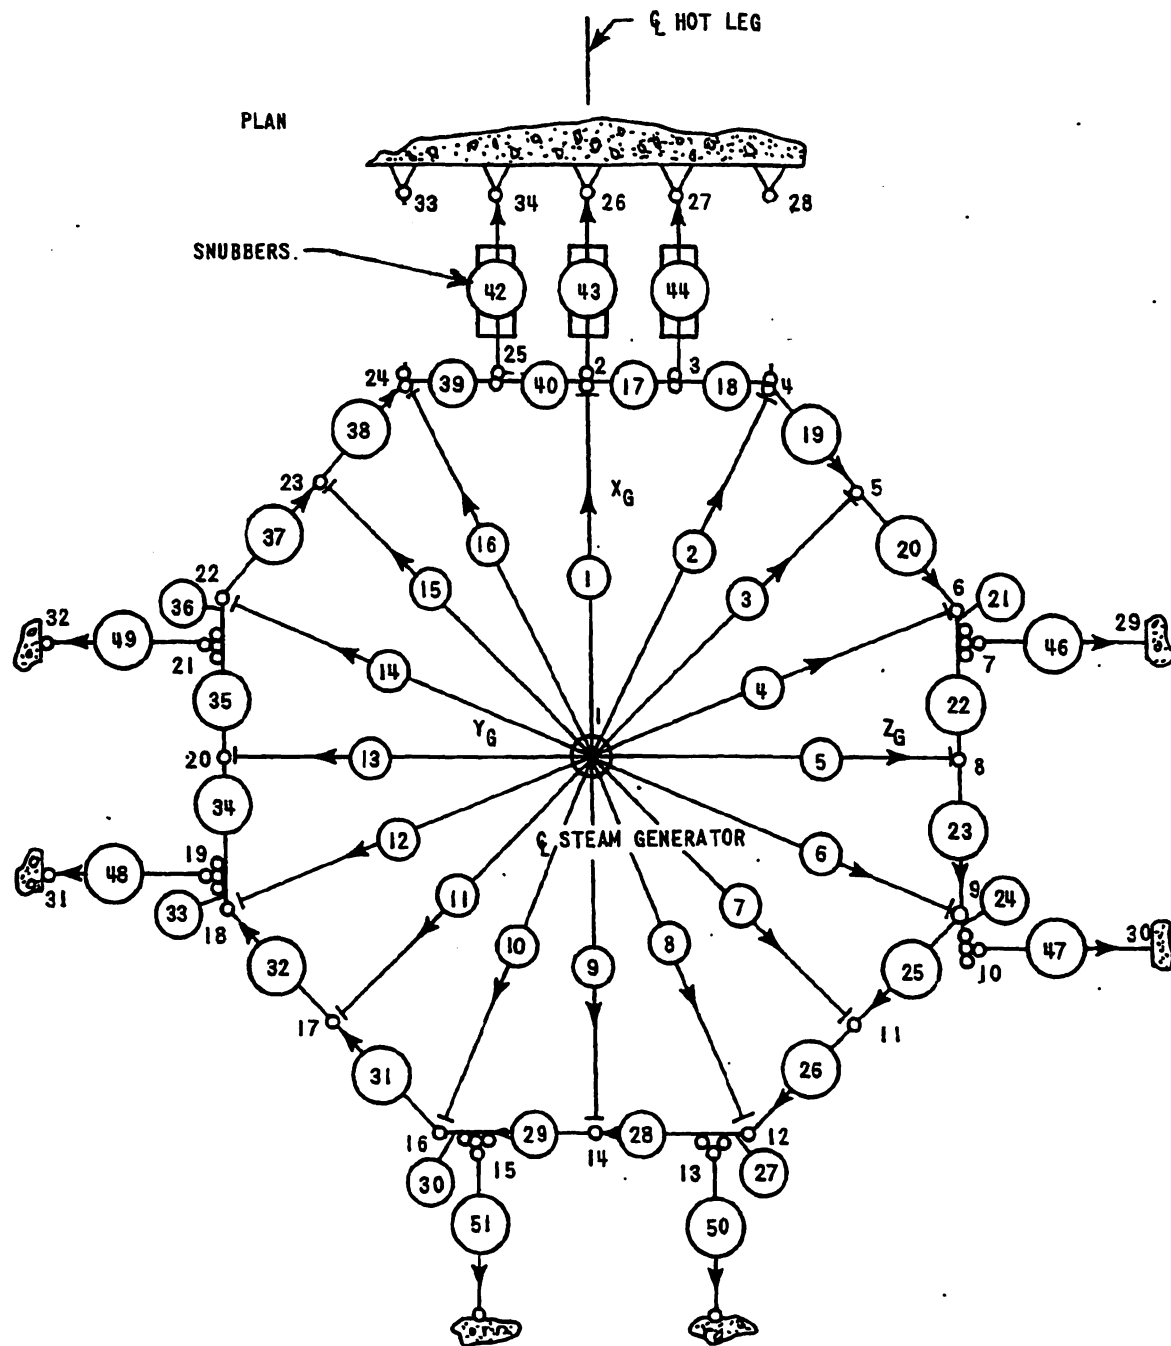 ℄ HOT LEG
PLAN
33 34 26 27 28
SNUBBERS.
42 43 44
25 2 3
24 39 40 17 18 4
38 19
23 5
X_G
37 16 2 20
22 15 1 3 6
36 21
32 49 29
21 46 7
14 4
35 22
1
Y_G Z_G
20 13 5 8
34 23
12 ℄ STEAM GENERATOR 6
19
48 31
33 18 11 7 9 24
10 8 30
32 9 25 47 10
17 11
31 26
16 29 28 12
15 14 13
30 27
51 50